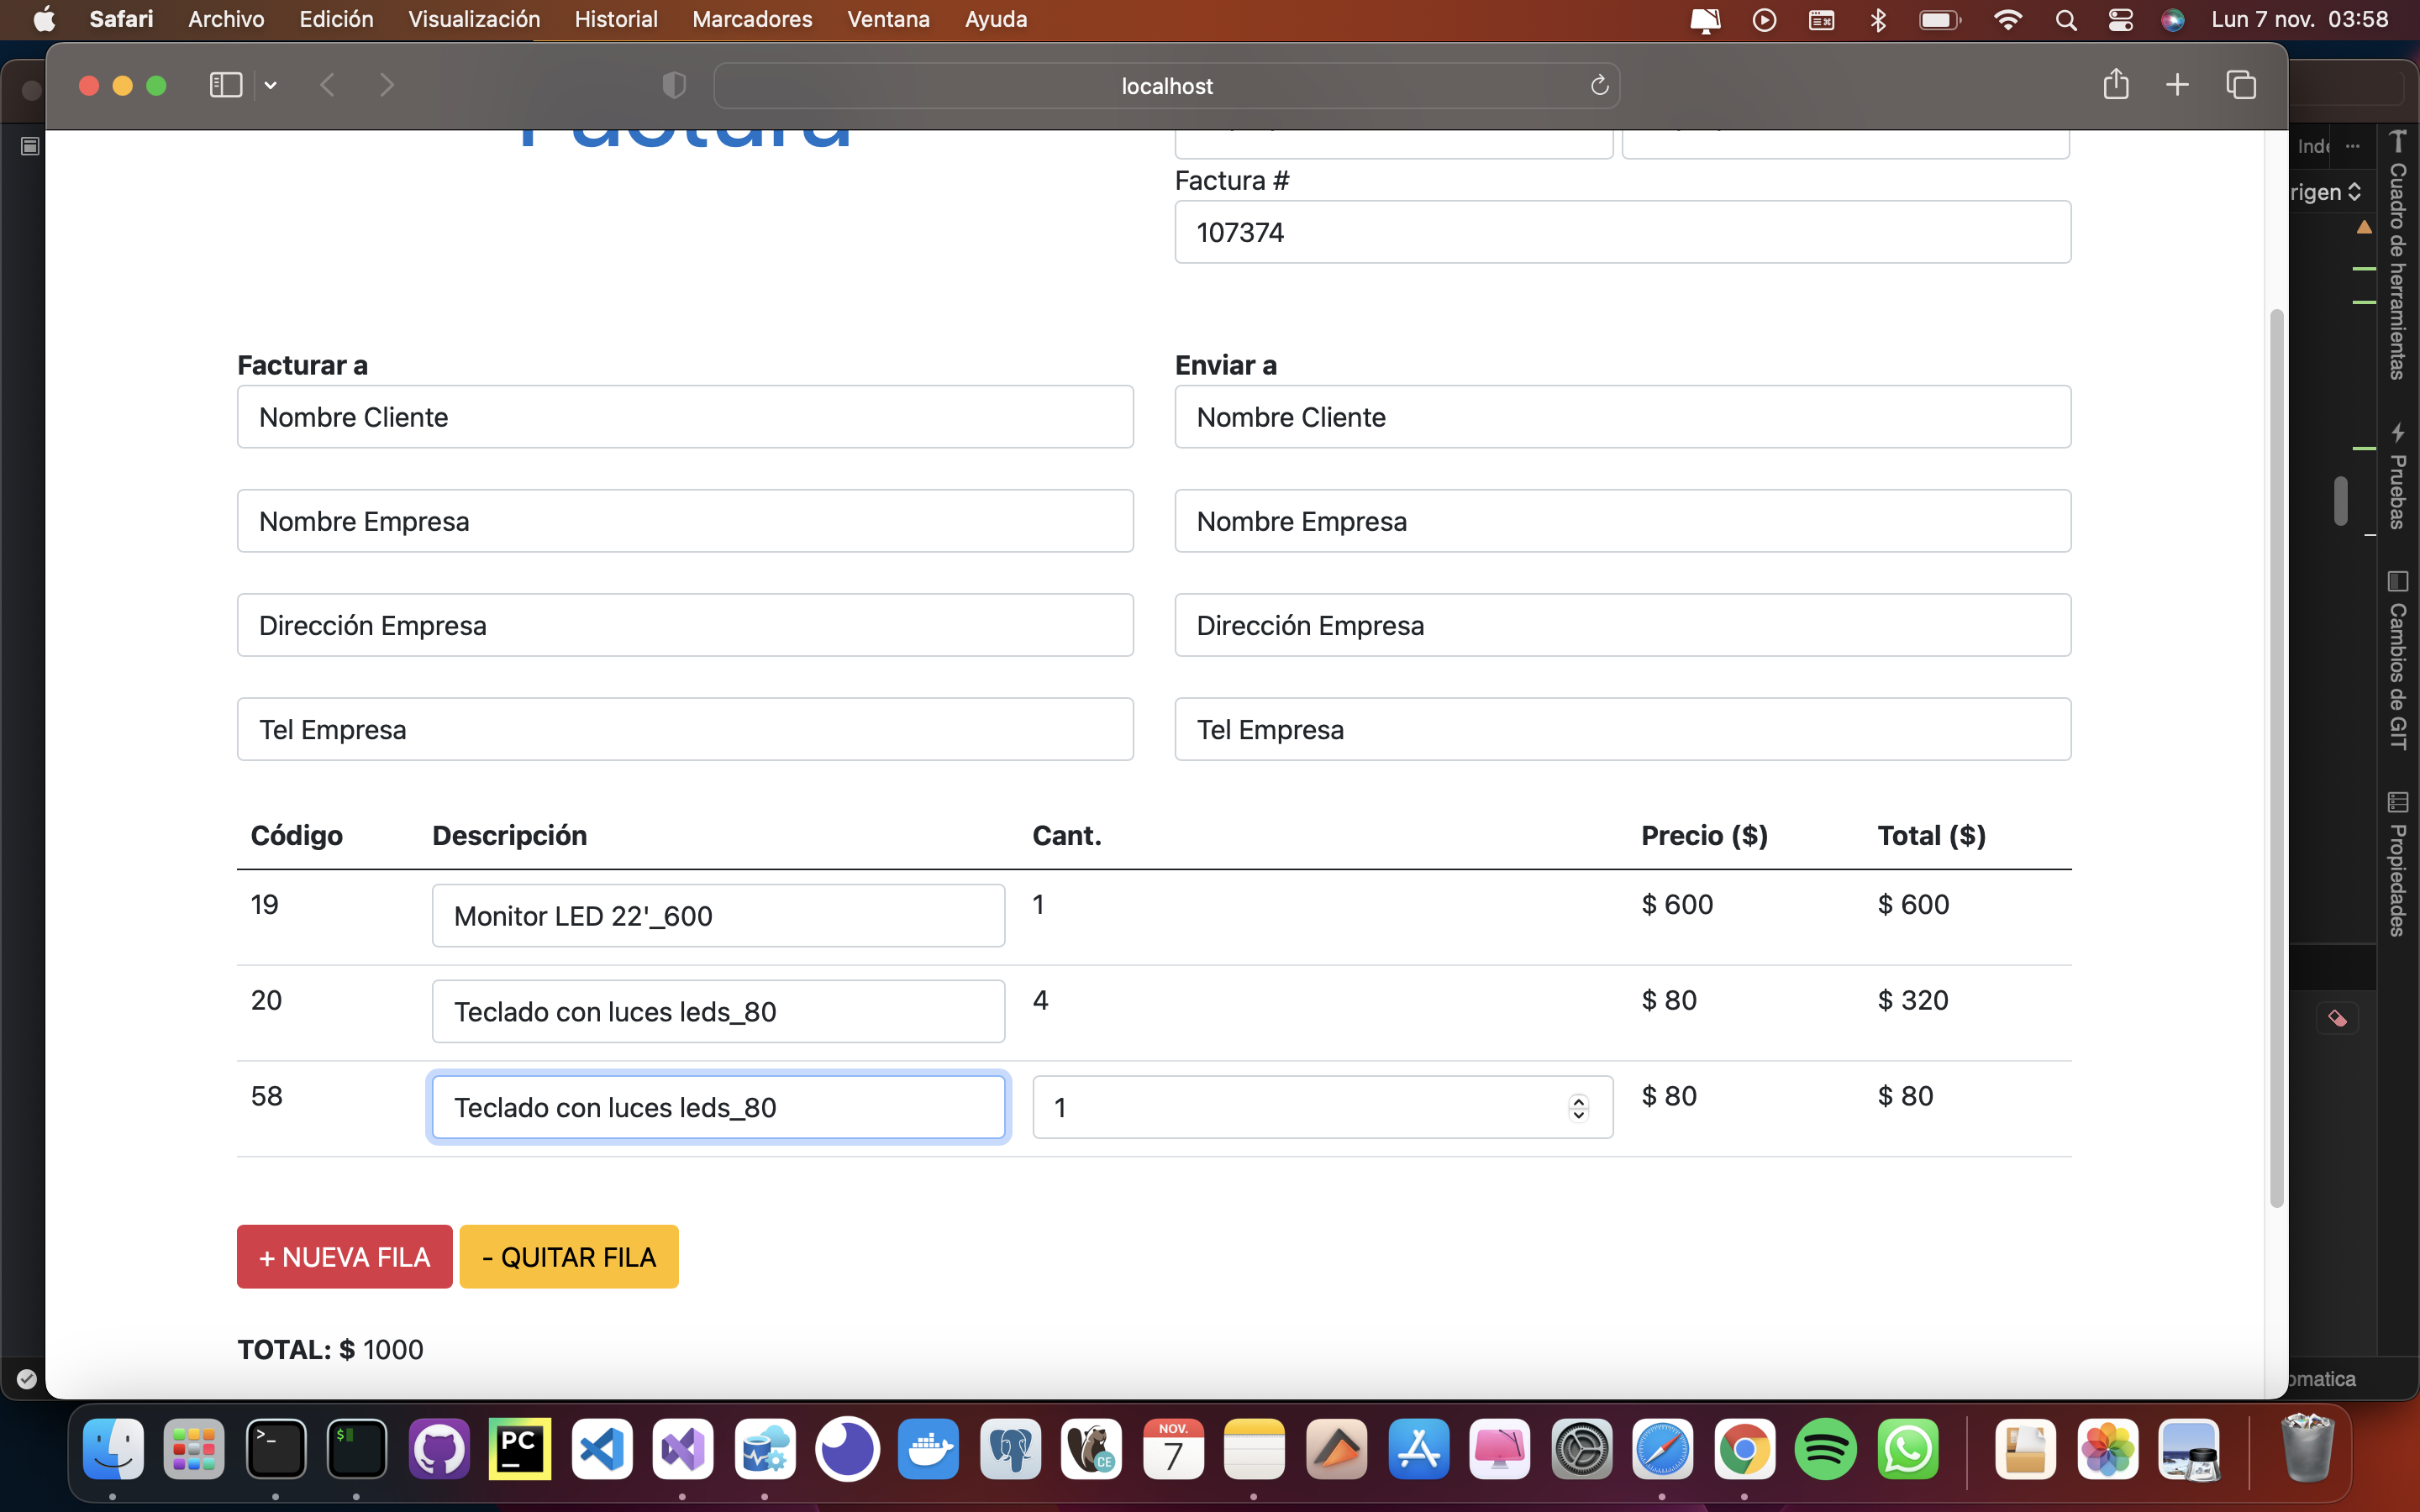 Safari Archivo Edición Visualización Historial Marcadores Ventana Ayuda Lun 7 nov. 03:58
localhost
Factura
Factura #
107374
Facturar a
Nombre Cliente
Nombre Empresa
Dirección Empresa
Tel Empresa
Enviar a
Nombre Cliente
Nombre Empresa
Dirección Empresa
Tel Empresa
Código Descripción Cant. Precio ($) Total ($)
19 Monitor LED 22'_600 1 $ 600 $ 600
20 Teclado con luces leds_80 4 $ 80 $ 320
58 Teclado con luces leds_80 1 $ 80 $ 80
+ NUEVA FILA - QUITAR FILA
TOTAL: $ 1000
rigen
Cuadro de herramientas
Pruebas
Cambios de GIT
Propiedades
omatica
PC
CE
NOV.
7